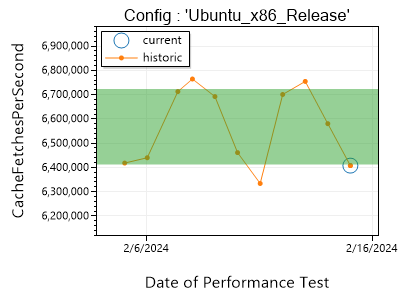 Config : 'Ubuntu_x86_Release'
current
historic
CacheFetchesPerSecond
6,900,000
6,800,000
6,700,000
6,600,000
6,500,000
6,400,000
6,300,000
6,200,000
2/6/2024
2/16/2024
Date of Performance Test